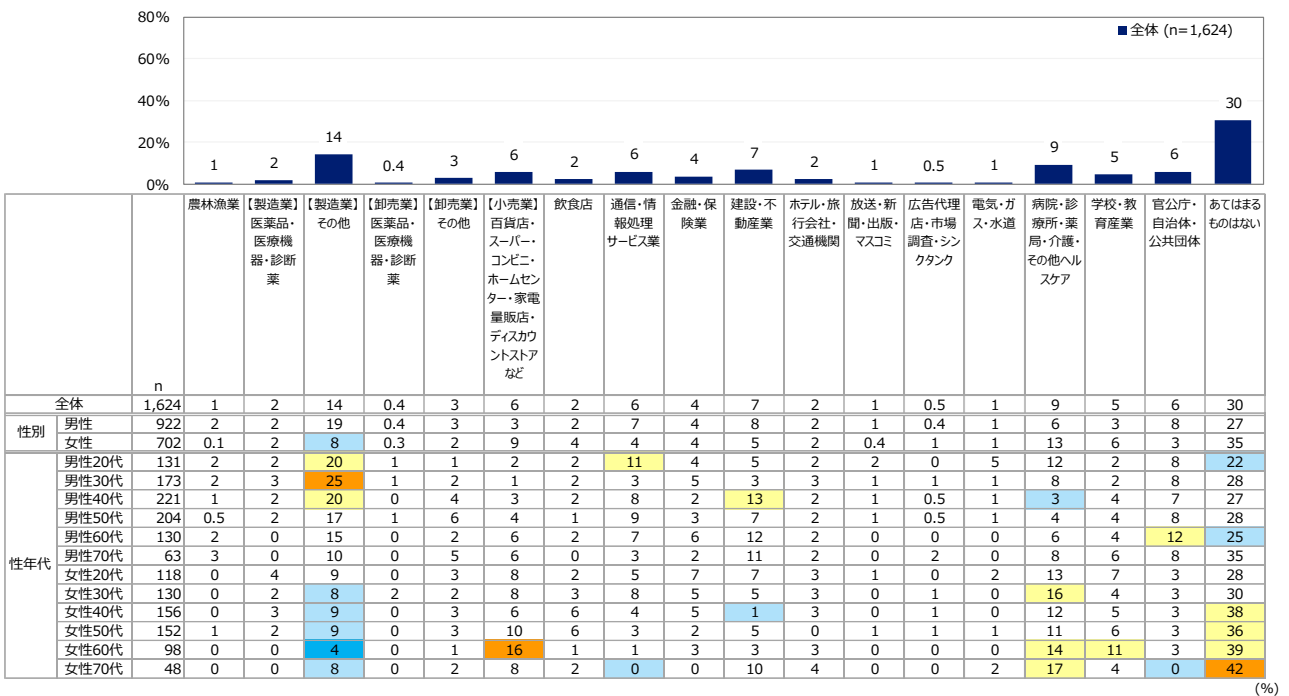 80%
■全体 (n=1,624)
60%
40%
20%
0%
1 2 14 0.4 3 6 2 6 4 7 2 1 0.5 1 9 5 6 30
農林漁業
【製造業】
医薬品・
医療機
器・診断
薬
【製造業】
その他
【卸売業】
医薬品・
医療機
器・診断
薬
【卸売業】
その他
【小売業】
百貨店・
スーパー・
コンビニ・
ホームセン
ター・家電
量販店・
ディスカウ
ントストア
など
飲食店
通信・情
報処理
サービス業
金融・保
険業
建設・不
動産業
ホテル・旅
行会社・
交通機関
放送・新
聞・出版・
マスコミ
広告代理
店・市場
調査・シン
クタンク
電気・ガ
ス・水道
病院・診
療所・薬
局・介護・
その他ヘル
スケア
学校・教
育産業
官公庁・
自治体・
公共団体
あてはまる
ものはない
n
全体 1,624 1 2 14 0.4 3 6 2 6 4 7 2 1 0.5 1 9 5 6 30
性別
男性 922 2 2 19 0.4 3 3 2 7 4 8 2 1 0.4 1 6 3 8 27
女性 702 0.1 2 8 0.3 2 9 4 4 4 5 2 0.4 1 1 13 6 3 35
性年代
男性20代 131 2 2 20 1 1 2 2 11 4 5 2 2 0 5 12 2 8 22
男性30代 173 2 3 25 1 2 1 2 3 5 3 3 1 1 1 8 2 8 28
男性40代 221 1 2 20 0 4 3 2 8 2 13 2 1 0.5 1 3 4 7 27
男性50代 204 0.5 2 17 1 6 4 1 9 3 7 2 1 0.5 1 4 4 8 28
男性60代 130 2 0 15 0 2 6 2 7 6 12 2 0 0 0 6 4 12 25
男性70代 63 3 0 10 0 5 6 0 3 2 11 2 0 2 0 8 6 8 35
女性20代 118 0 4 9 0 3 8 2 5 7 7 3 1 0 2 13 7 3 28
女性30代 130 0 2 8 2 2 8 3 8 5 5 3 0 1 0 16 4 3 30
女性40代 156 0 3 9 0 3 6 6 4 5 1 3 0 1 0 12 5 3 38
女性50代 152 1 2 9 0 3 10 6 3 2 5 0 1 1 1 11 6 3 36
女性60代 98 0 0 4 0 1 16 1 1 3 3 3 0 0 0 14 11 3 39
女性70代 48 0 0 8 0 2 8 2 0 0 10 4 0 0 2 17 4 0 42
(%)